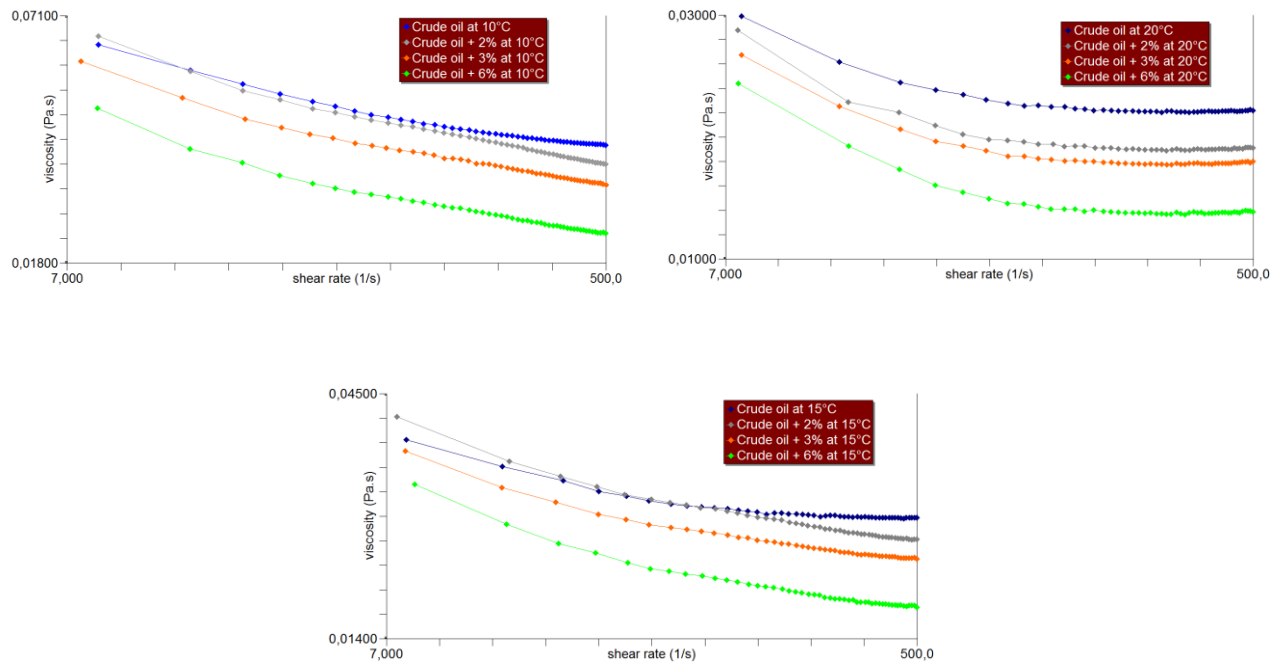 0,07100
Crude oil at 10°C
Crude oil + 2% at 10°C
Crude oil + 3% at 10°C
Crude oil + 6% at 10°C
viscosity (Pa.s)
0,01800
7,000
shear rate (1/s)
500,0
0,03000
Crude oil at 20°C
Crude oil + 2% at 20°C
Crude oil + 3% at 20°C
Crude oil + 6% at 20°C
viscosity (Pa.s)
0,01000
7,000
shear rate (1/s)
500,0
0,04500
Crude oil at 15°C
Crude oil + 2% at 15°C
Crude oil + 3% at 15°C
Crude oil + 6% at 15°C
viscosity (Pa.s)
0,01400
7,000
shear rate (1/s)
500,0